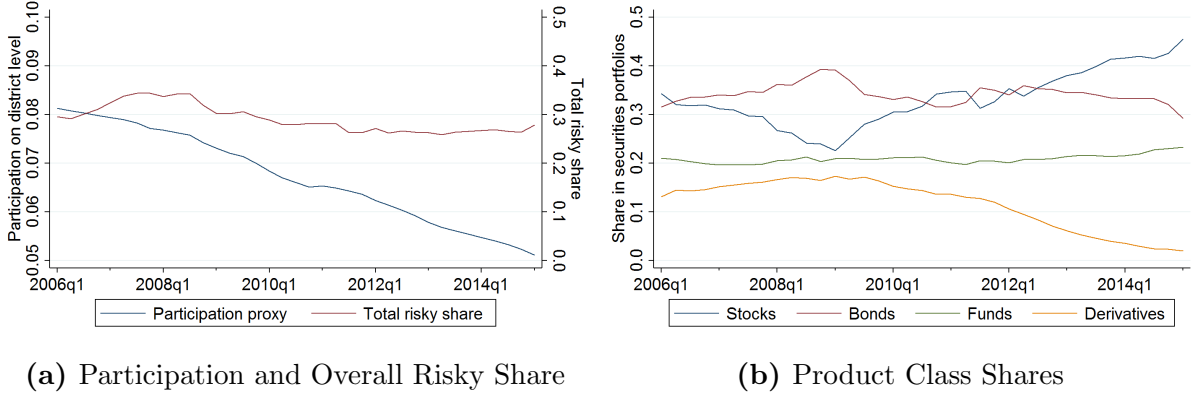 0.10
0.09
0.08
0.07
0.06
0.05
Participation on district level
0.5
0.4
0.3
0.2
0.1
0.0
Total risky share
2006q1 2008q1 2010q1 2012q1 2014q1
Participation proxy Total risky share
(a) Participation and Overall Risky Share
0.5
0.4
0.3
0.2
0.1
0.0
Share in securities portfolios
2006q1 2008q1 2010q1 2012q1 2014q1
Stocks Bonds Funds Derivatives
(b) Product Class Shares